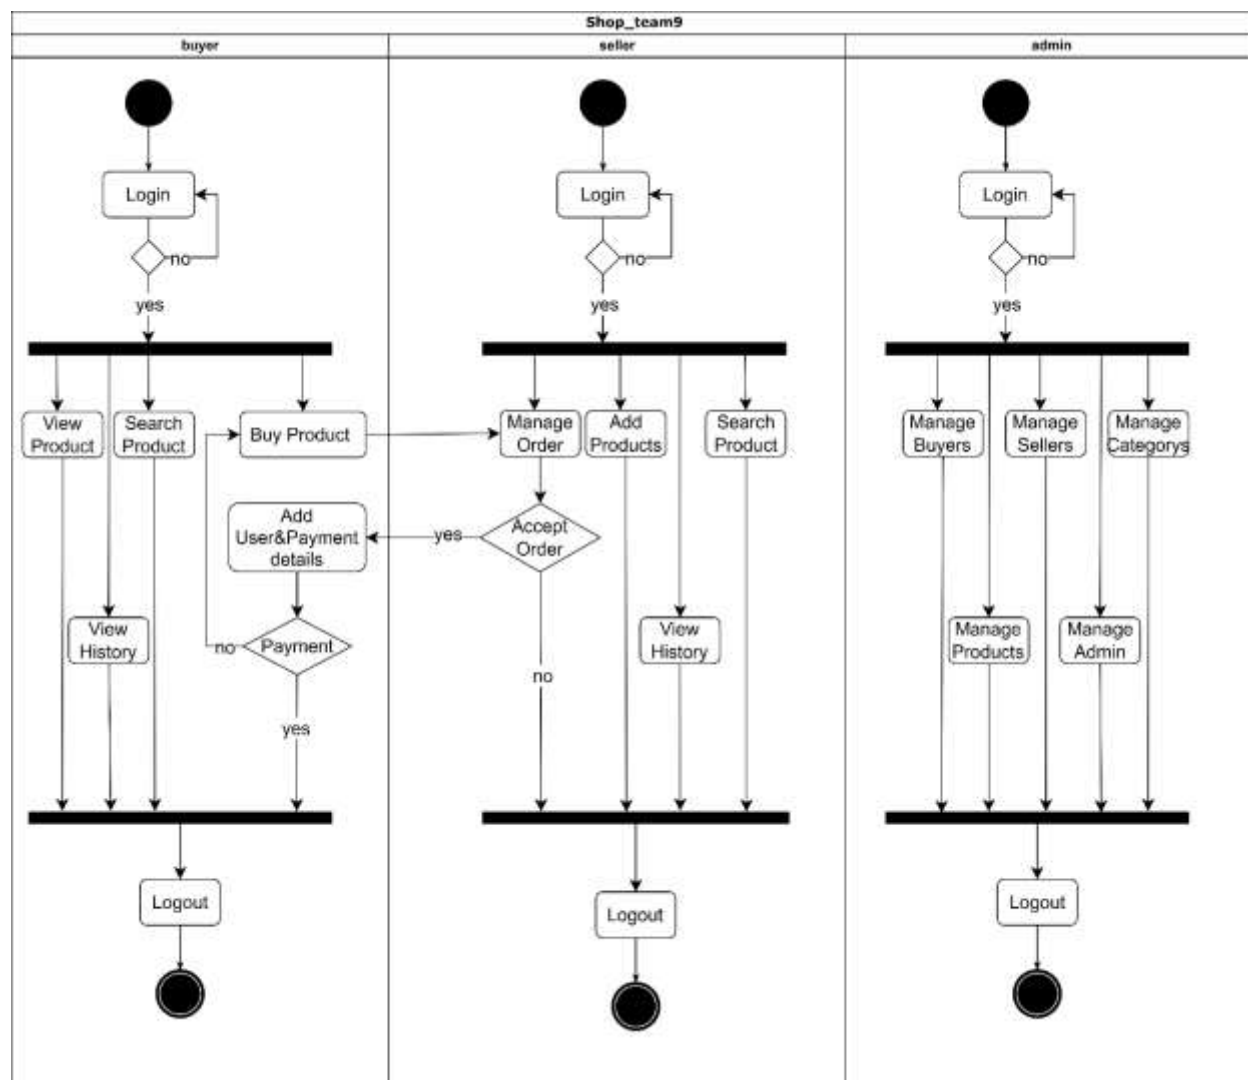 Shop_team9
buyer
seller
admin
Login
Login
Login
no
no
no
yes
yes
yes
View
Product
Search
Product
Buy Product
Manage
Order
Add
Products
Search
Product
Manage
Buyers
Manage
Sellers
Manage
Categorys
Add
User&Payment
details
yes
Accept
Order
View
History
no
Payment
no
View
History
Manage
Products
Manage
Admin
yes
Logout
Logout
Logout